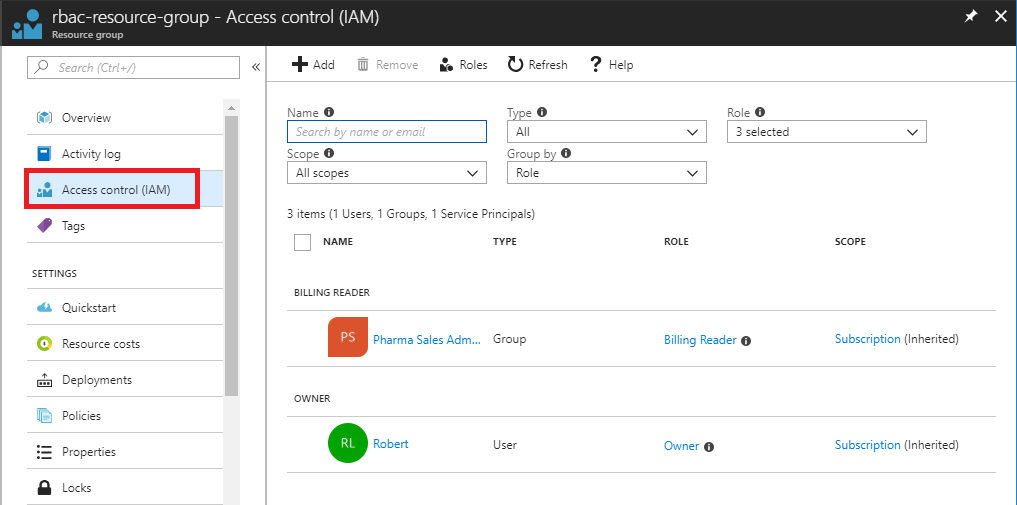 rbac-resource-group - Access control (IAM)
Resource group
Search (Ctrl+/)
«
Overview
Activity log
Access control (IAM)
Tags
SETTINGS
Quickstart
Resource costs
Deployments
Policies
Properties
Locks
Add Remove Roles Refresh ? Help
Name Type Role
Search by name or email All 3 selected
Scope Group by
All scopes Role
3 items (1 Users, 1 Groups, 1 Service Principals)
NAME TYPE ROLE SCOPE
BILLING READER
PS Pharma Sales Adm... Group Billing Reader Subscription (Inherited)
OWNER
RL Robert User Owner Subscription (Inherited)